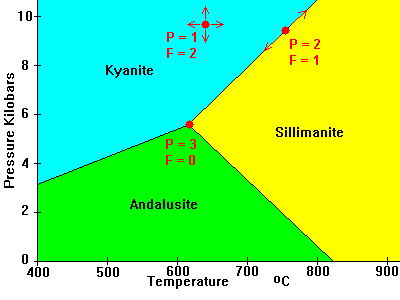 10
P = 1
F = 2
P = 2
F = 1
8
Kyanite
Pressure Kilobars
6
Sillimanite
P = 3
F = 0
4
Andalusite
2
0
400
500
600
700
800
900
Temperature
ºC